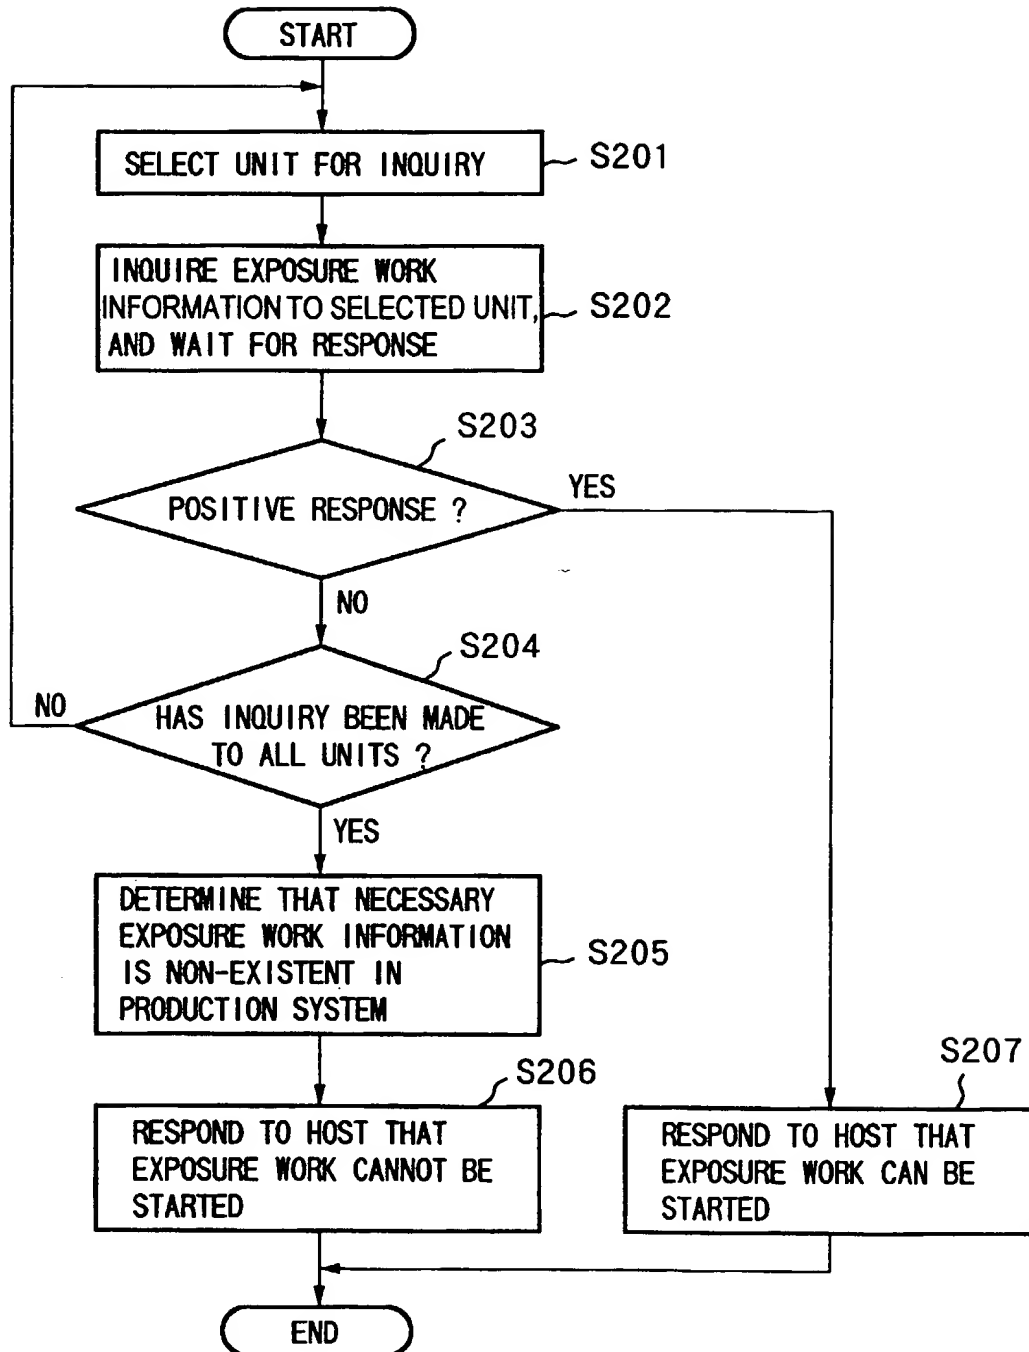 START
SELECT UNIT FOR INQUIRY
S201
INQUIRE EXPOSURE WORK
INFORMATION TO SELECTED UNIT,
AND WAIT FOR RESPONSE
S202
S203
POSITIVE RESPONSE ?
YES
NO
S204
HAS INQUIRY BEEN MADE
TO ALL UNITS ?
NO
YES
DETERMINE THAT NECESSARY
EXPOSURE WORK INFORMATION
IS NON-EXISTENT IN
PRODUCTION SYSTEM
S205
S206
RESPOND TO HOST THAT
EXPOSURE WORK CANNOT BE
STARTED
S207
RESPOND TO HOST THAT
EXPOSURE WORK CAN BE
STARTED
END